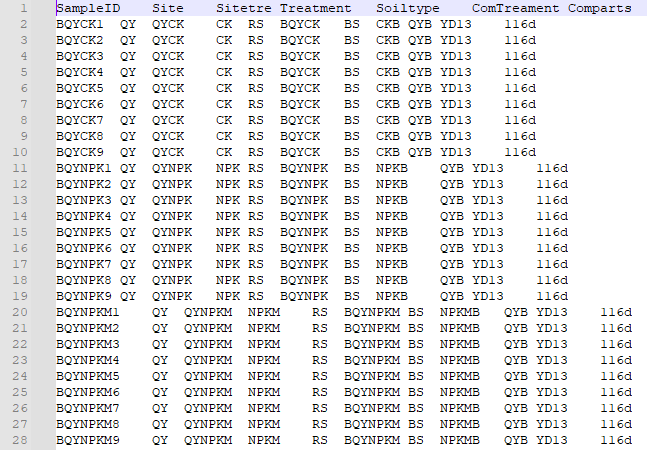 1 SampleID Site Sitetre Treatment Soiltype ComTreament Comparts
2 BQYCK1 QY QYCK CK RS BQYCK BS CKB QYB YD13 116d
3 BQYCK2 QY QYCK CK RS BQYCK BS CKB QYB YD13 116d
4 BQYCK3 QY QYCK CK RS BQYCK BS CKB QYB YD13 116d
5 BQYCK4 QY QYCK CK RS BQYCK BS CKB QYB YD13 116d
6 BQYCK5 QY QYCK CK RS BQYCK BS CKB QYB YD13 116d
7 BQYCK6 QY QYCK CK RS BQYCK BS CKB QYB YD13 116d
8 BQYCK7 QY QYCK CK RS BQYCK BS CKB QYB YD13 116d
9 BQYCK8 QY QYCK CK RS BQYCK BS CKB QYB YD13 116d
10 BQYCK9 QY QYCK CK RS BQYCK BS CKB QYB YD13 116d
11 BQYNPK1 QY QYNPK NPK RS BQYNPK BS NPKB QYB YD13 116d
12 BQYNPK2 QY QYNPK NPK RS BQYNPK BS NPKB QYB YD13 116d
13 BQYNPK3 QY QYNPK NPK RS BQYNPK BS NPKB QYB YD13 116d
14 BQYNPK4 QY QYNPK NPK RS BQYNPK BS NPKB QYB YD13 116d
15 BQYNPK5 QY QYNPK NPK RS BQYNPK BS NPKB QYB YD13 116d
16 BQYNPK6 QY QYNPK NPK RS BQYNPK BS NPKB QYB YD13 116d
17 BQYNPK7 QY QYNPK NPK RS BQYNPK BS NPKB QYB YD13 116d
18 BQYNPK8 QY QYNPK NPK RS BQYNPK BS NPKB QYB YD13 116d
19 BQYNPK9 QY QYNPK NPK RS BQYNPK BS NPKB QYB YD13 116d
20 BQYNPKM1 QY QYNPKM NPKM RS BQYNPKM BS NPKMB QYB YD13 116d
21 BQYNPKM2 QY QYNPKM NPKM RS BQYNPKM BS NPKMB QYB YD13 116d
22 BQYNPKM3 QY QYNPKM NPKM RS BQYNPKM BS NPKMB QYB YD13 116d
23 BQYNPKM4 QY QYNPKM NPKM RS BQYNPKM BS NPKMB QYB YD13 116d
24 BQYNPKM5 QY QYNPKM NPKM RS BQYNPKM BS NPKMB QYB YD13 116d
25 BQYNPKM6 QY QYNPKM NPKM RS BQYNPKM BS NPKMB QYB YD13 116d
26 BQYNPKM7 QY QYNPKM NPKM RS BQYNPKM BS NPKMB QYB YD13 116d
27 BQYNPKM8 QY QYNPKM NPKM RS BQYNPKM BS NPKMB QYB YD13 116d
28 BQYNPKM9 QY QYNPKM NPKM RS BQYNPKM BS NPKMB QYB YD13 116d